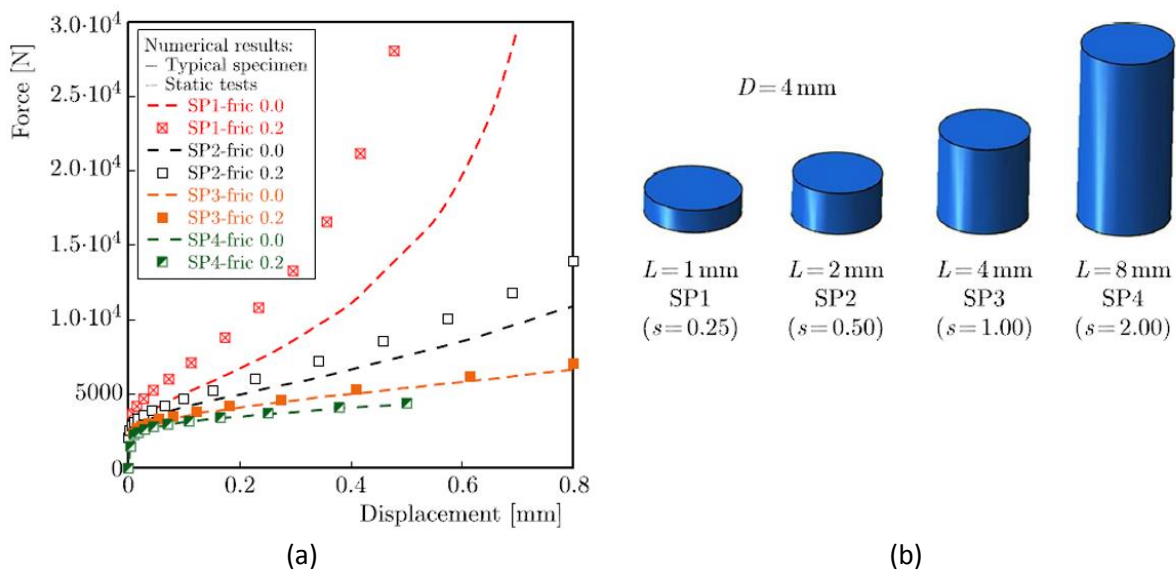 Force [N]
3.0·10⁴
2.5·10⁴
2.0·10⁴
1.5·10⁴
1.0·10⁴
5000
0
Numerical results:
– Typical specimen
– Static tests
SP1-fric 0.0
SP1-fric 0.2
SP2-fric 0.0
SP2-fric 0.2
SP3-fric 0.0
SP3-fric 0.2
SP4-fric 0.0
SP4-fric 0.2
0 0.2 0.4 0.6 0.8
Displacement [mm]
(a)
D = 4 mm
L = 1 mm L = 2 mm L = 4 mm L = 8 mm
SP1 SP2 SP3 SP4
(s=0.25) (s=0.50) (s=1.00) (s=2.00)
(b)